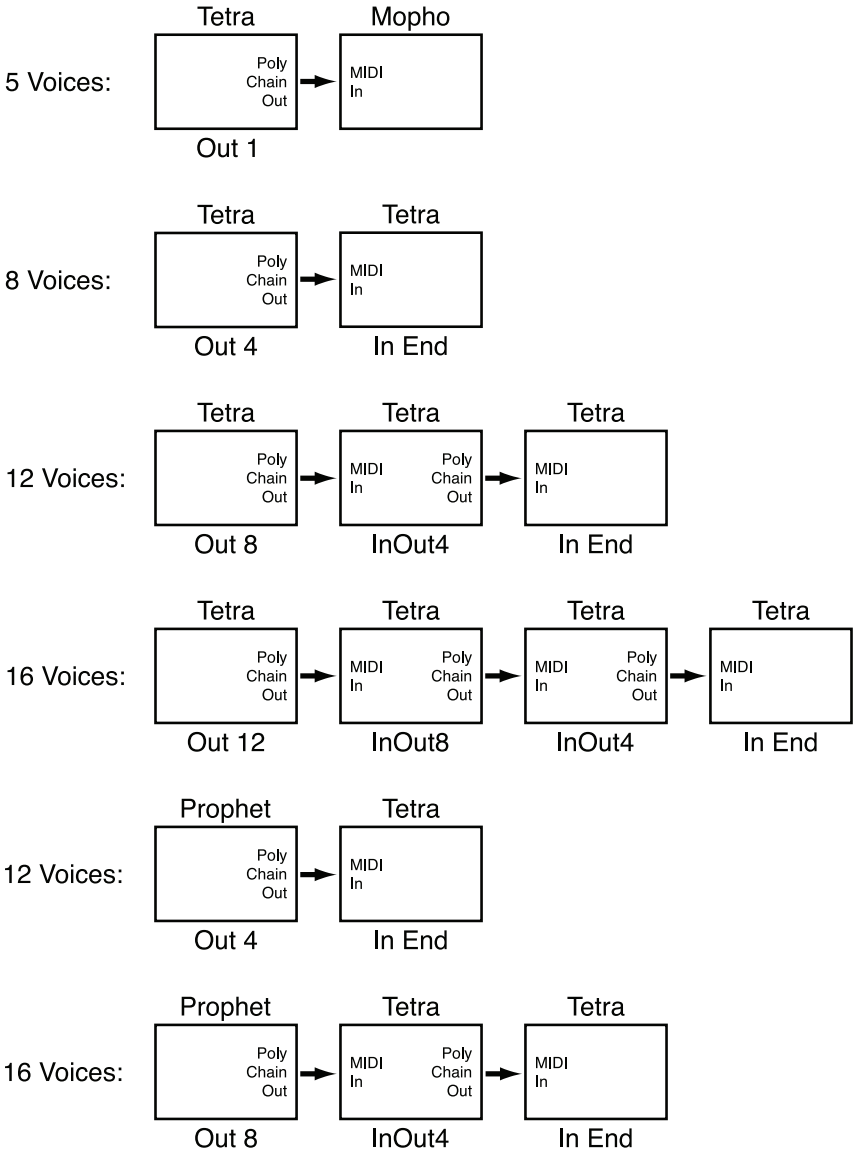 Tetra Mopho
5 Voices:
Poly
Chain
Out
MIDI
In
Out 1
Tetra Tetra
8 Voices:
Poly
Chain
Out
MIDI
In
Out 4 In End
Tetra Tetra Tetra
12 Voices:
Poly
Chain
Out
MIDI
In
Poly
Chain
Out
MIDI
In
Out 8 InOut4 In End
Tetra Tetra Tetra Tetra
16 Voices:
Poly
Chain
Out
MIDI
In
Poly
Chain
Out
MIDI
In
Poly
Chain
Out
MIDI
In
Out 12 InOut8 InOut4 In End
Prophet Tetra
12 Voices:
Poly
Chain
Out
MIDI
In
Out 4 In End
Prophet Tetra Tetra
16 Voices:
Poly
Chain
Out
MIDI
In
Poly
Chain
Out
MIDI
In
Out 8 InOut4 In End